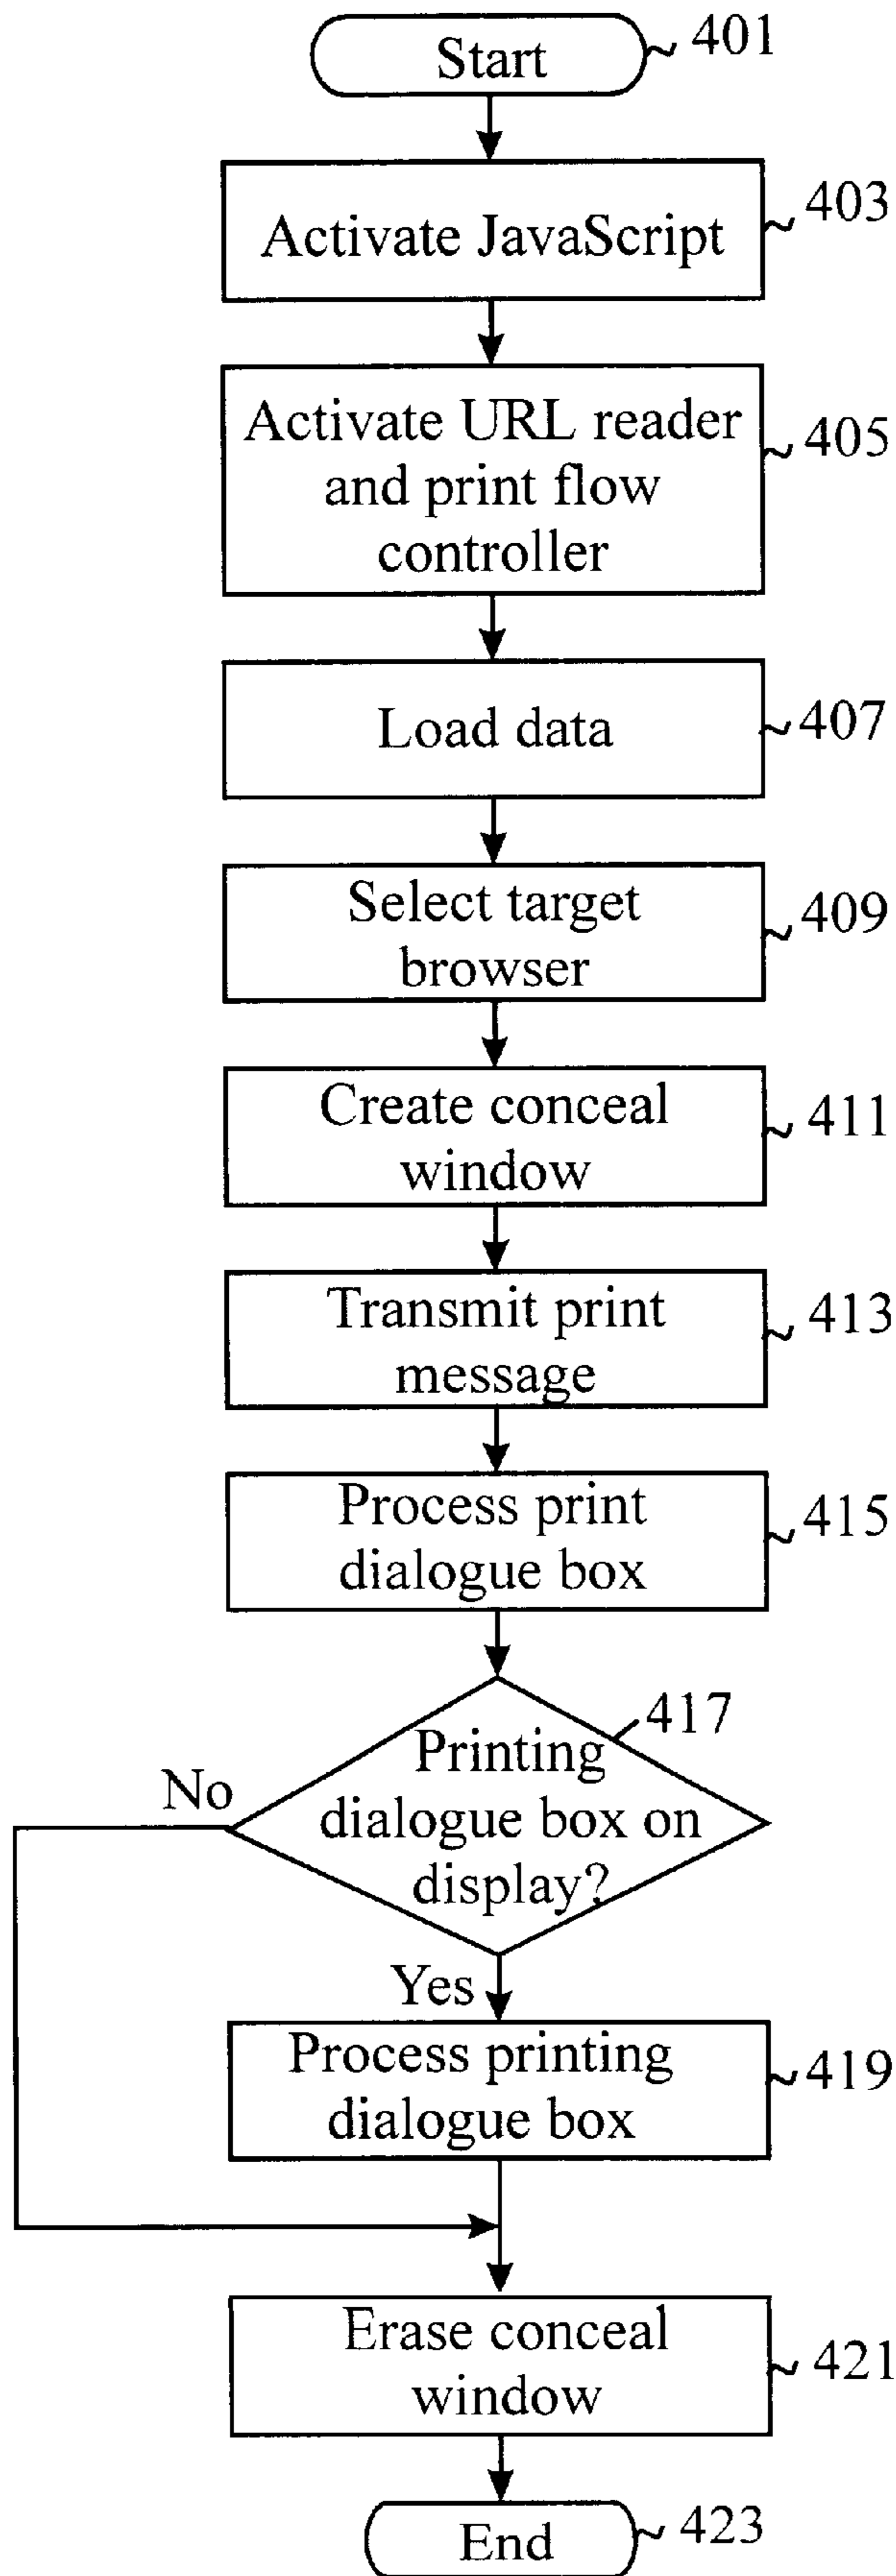 Start
401
Activate JavaScript
403
Activate URL reader
and print flow
controller
405
Load data
407
Select target
browser
409
Create conceal
window
411
Transmit print
message
413
Process print
dialogue box
415
417
Printing
dialogue box on
display?
No
Yes
Process printing
dialogue box
419
Erase conceal
window
421
End
423